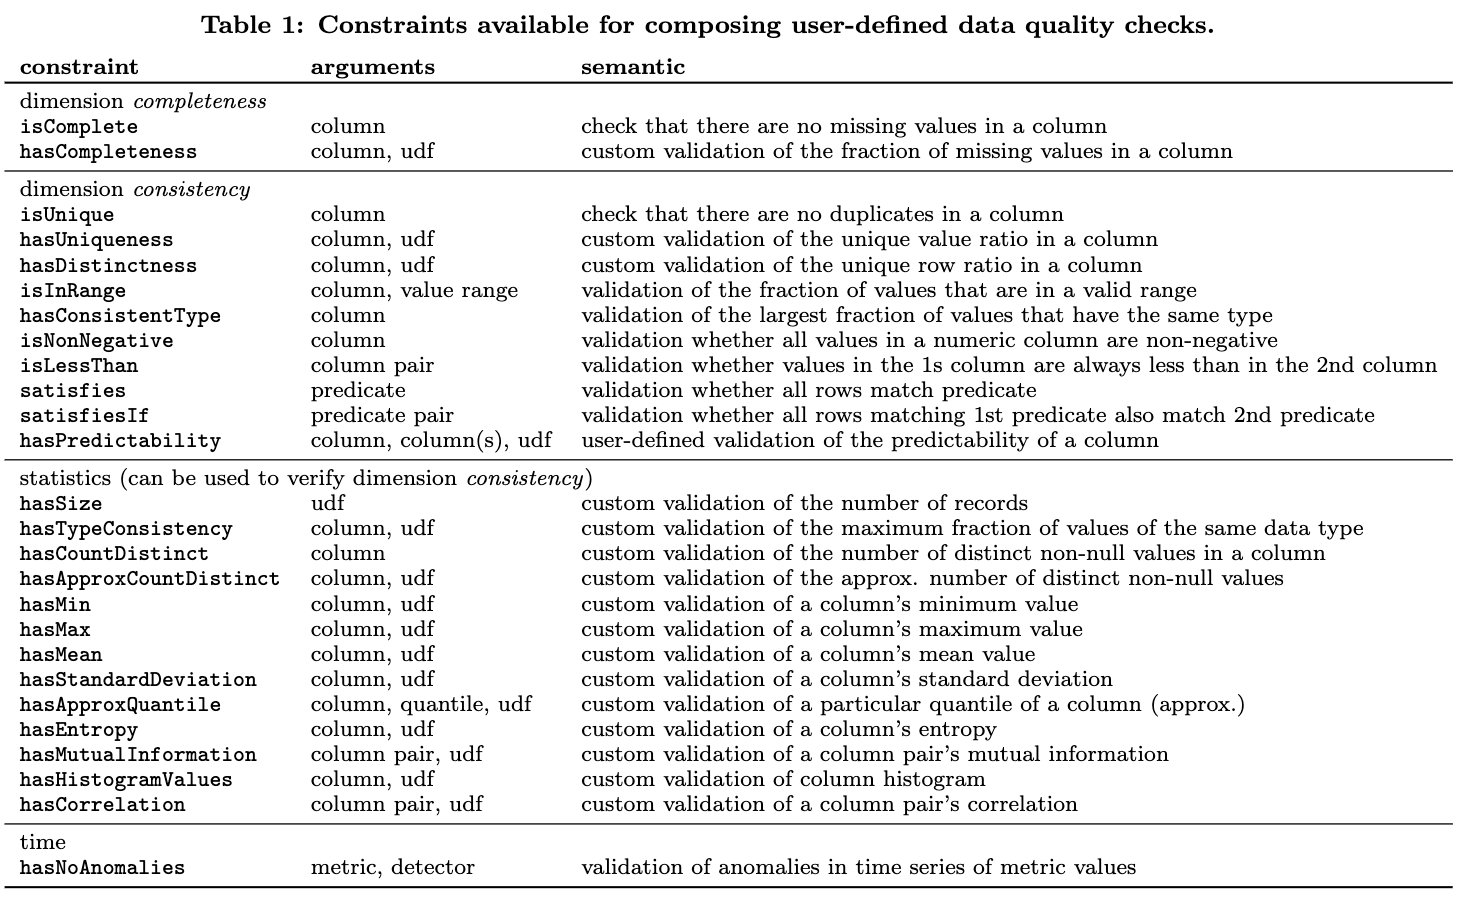 Table 1: Constraints available for composing user-defined data quality checks.
constraint arguments semantic
dimension completeness
isComplete column check that there are no missing values in a column
hasCompleteness column, udf custom validation of the fraction of missing values in a column
dimension consistency
isUnique column check that there are no duplicates in a column
hasUniqueness column, udf custom validation of the unique value ratio in a column
hasDistinctness column, udf custom validation of the unique row ratio in a column
isInRange column, value range validation of the fraction of values that are in a valid range
hasConsistentType column validation of the largest fraction of values that have the same type
isNonNegative column validation whether all values in a numeric column are non-negative
isLessThan column pair validation whether values in the 1s column are always less than in the 2nd column
satisfies predicate validation whether all rows match predicate
satisfiesIf predicate pair validation whether all rows matching 1st predicate also match 2nd predicate
hasPredictability column, column(s), udf user-defined validation of the predictability of a column
statistics (can be used to verify dimension consistency)
hasSize udf custom validation of the number of records
hasTypeConsistency column, udf custom validation of the maximum fraction of values of the same data type
hasCountDistinct column custom validation of the number of distinct non-null values in a column
hasApproxCountDistinct column, udf custom validation of the approx. number of distinct non-null values
hasMin column, udf custom validation of a column's minimum value
hasMax column, udf custom validation of a column's maximum value
hasMean column, udf custom validation of a column's mean value
hasStandardDeviation column, udf custom validation of a column's standard deviation
hasApproxQuantile column, quantile, udf custom validation of a particular quantile of a column (approx.)
hasEntropy column, udf custom validation of a column's entropy
hasMutualInformation column pair, udf custom validation of a column pair's mutual information
hasHistogramValues column, udf custom validation of column histogram
hasCorrelation column pair, udf custom validation of a column pair's correlation
time
hasNoAnomalies metric, detector validation of anomalies in time series of metric values